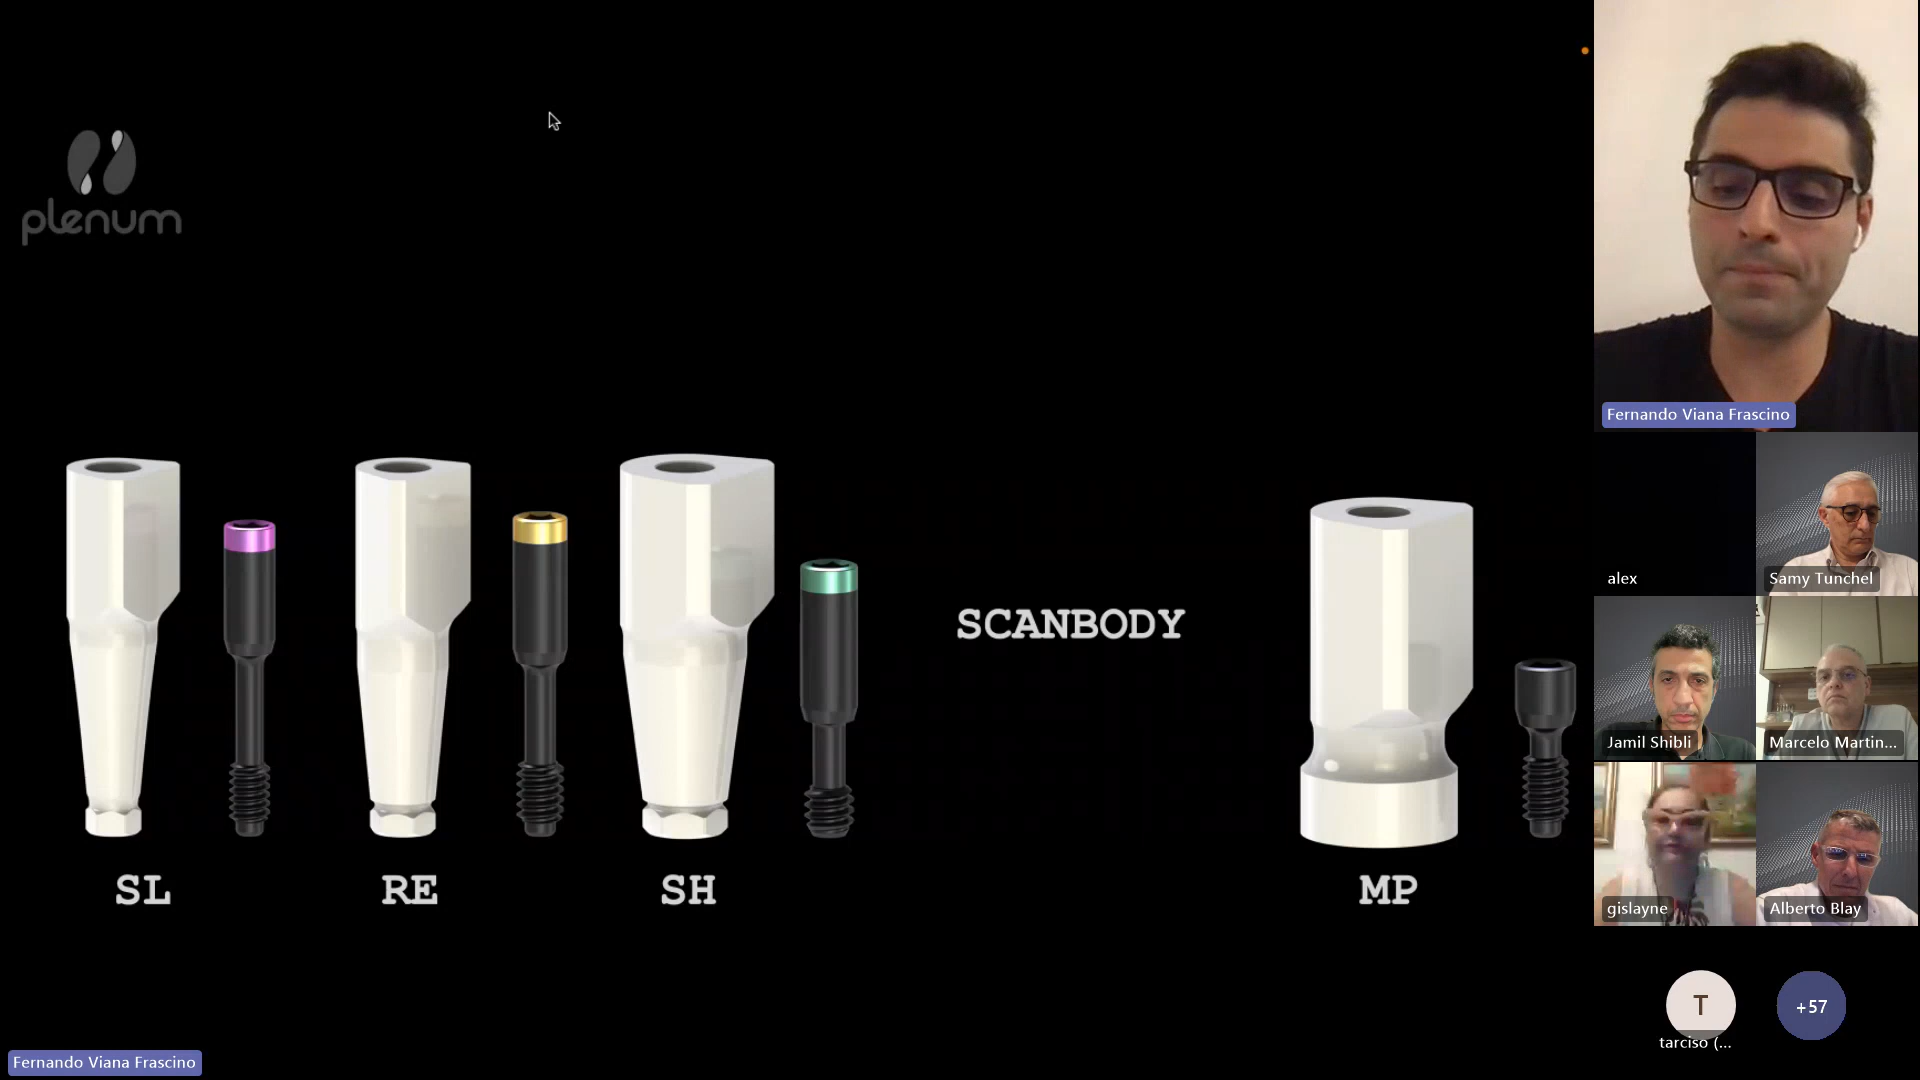 plenum
SCANBODY
SL
RE
SH
MP
Fernando Viana Frascino
Fernando Viana Frascino
alex
Samy Tunchel
Jamil Shibli
Marcelo Martin...
gislayne
Alberto Blay
T
+57
tarciso (...